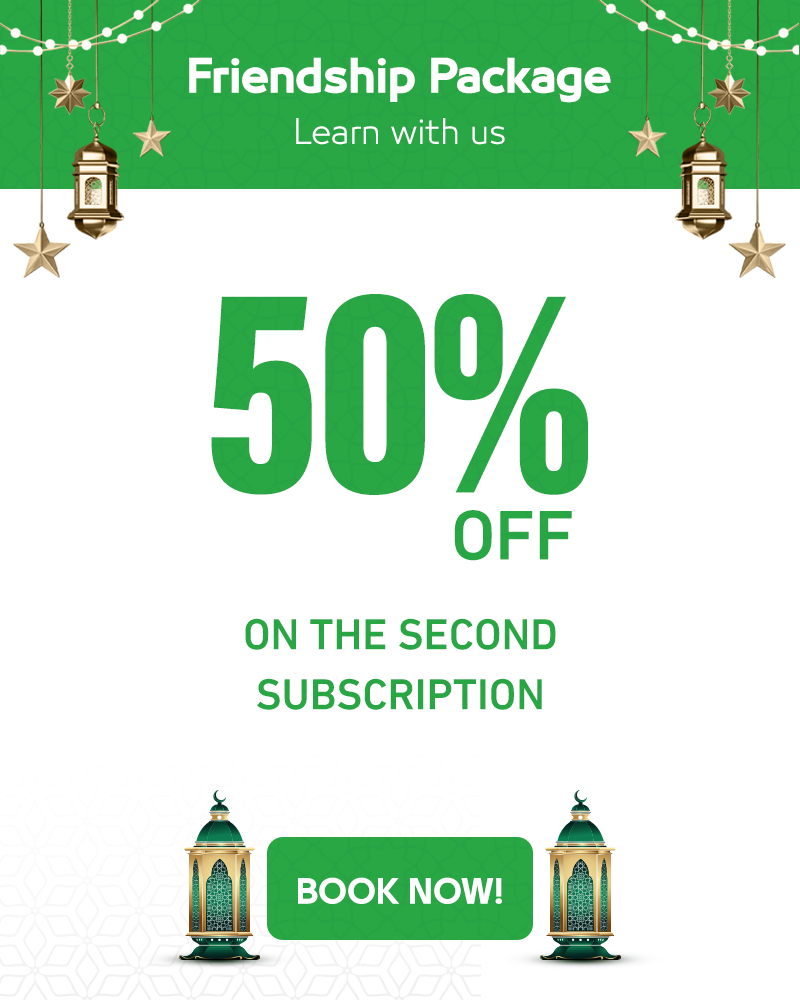 Friendship Package
Learn with us
50%
OFF
ON THE SECOND
SUBSCRIPTION
BOOK NOW!